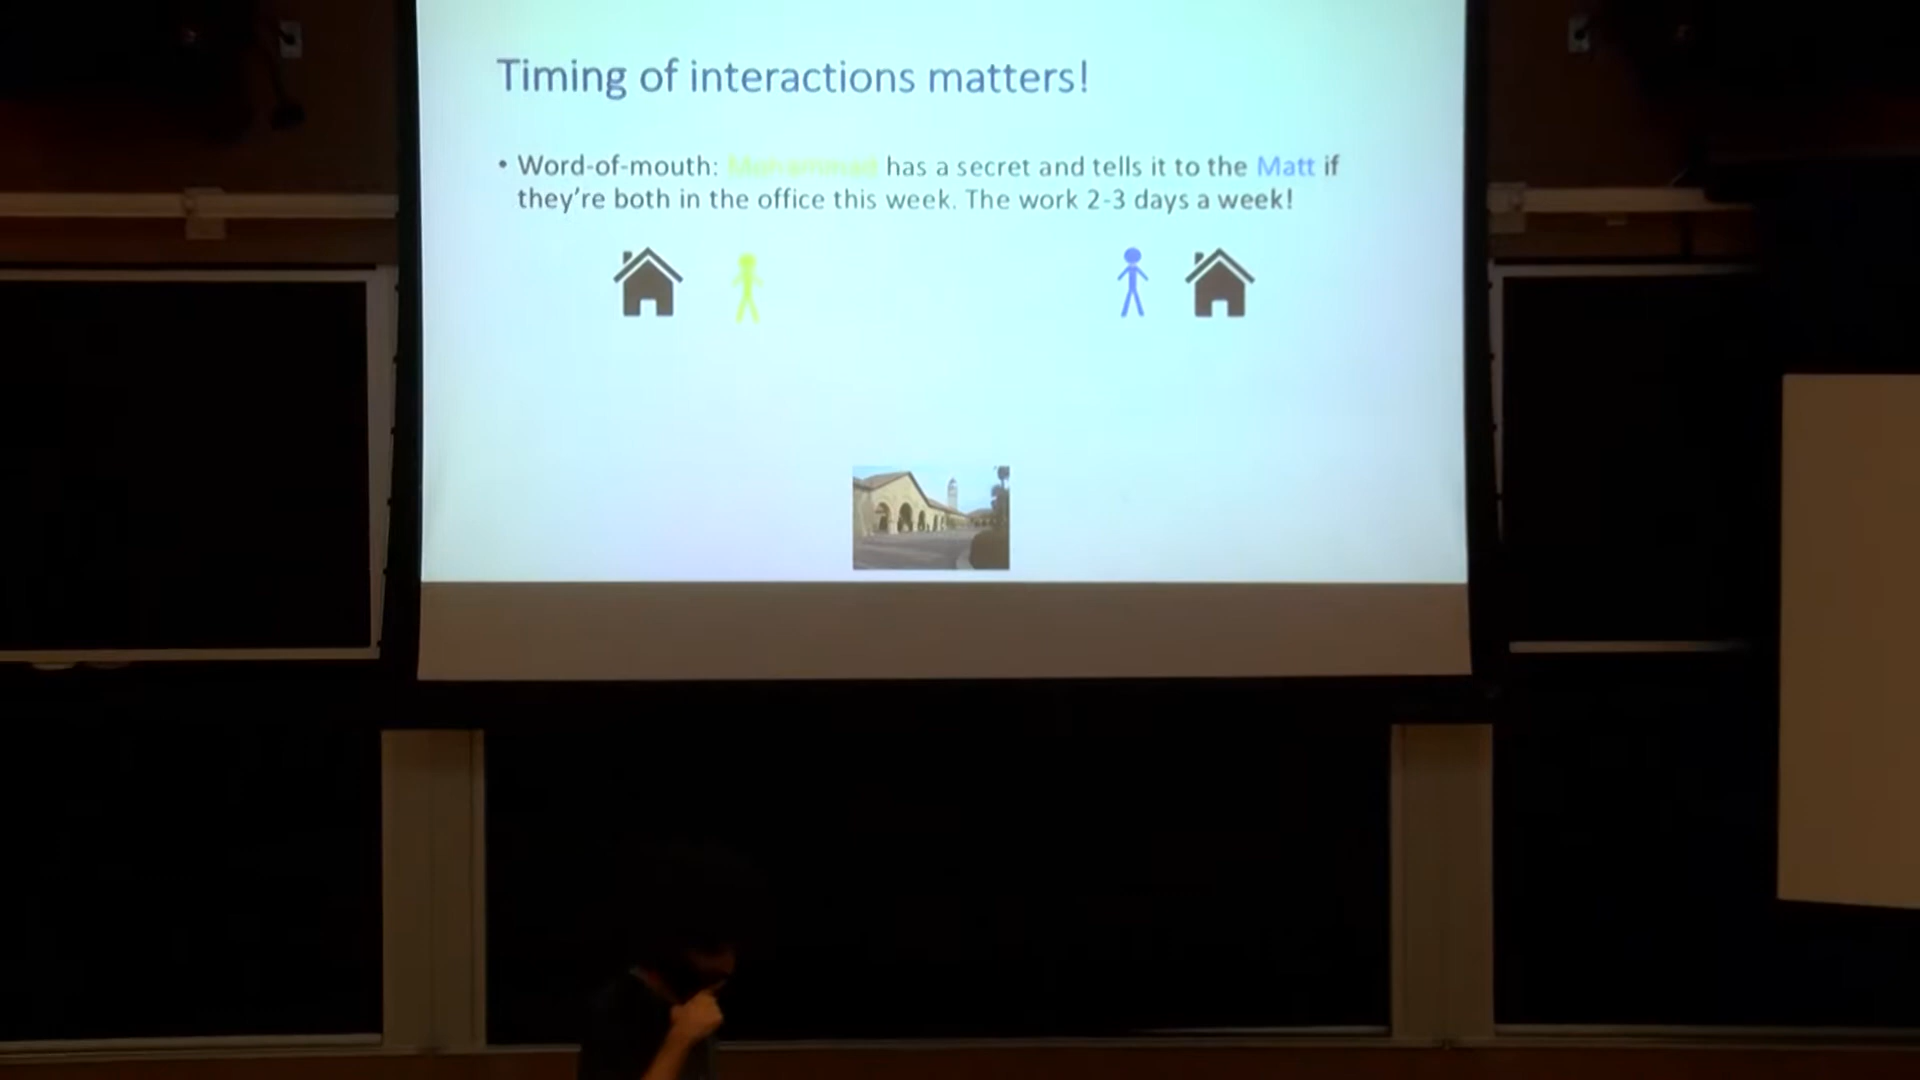 Timing of interactions matters!
• Word-of-mouth: Mohammad has a secret and tells it to the Matt if
they're both in the office this week. The work 2-3 days a week!